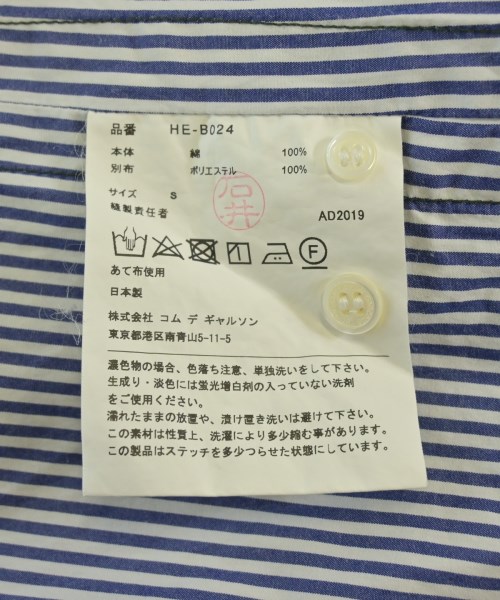 品番 HE-B024
本体 綿 100%
別布 ポリエステル 100%
サイズ S
縫製責任者 石井
AD2019
F
あて布使用
日本製
株式会社 コム デ ギャルソン
東京都港区南青山5-11-5
濃色物の場合、色落ち注意、単独洗いをして下さい。
生成り・淡色には蛍光増白剤の入っていない洗剤
をご使用ください。
濡れたままの放置や、漬け置き洗いは避けて下さい。
この素材は性質上、洗濯により多少縮む事があります。
この製品はステッチを多少つらせた状態にしています。